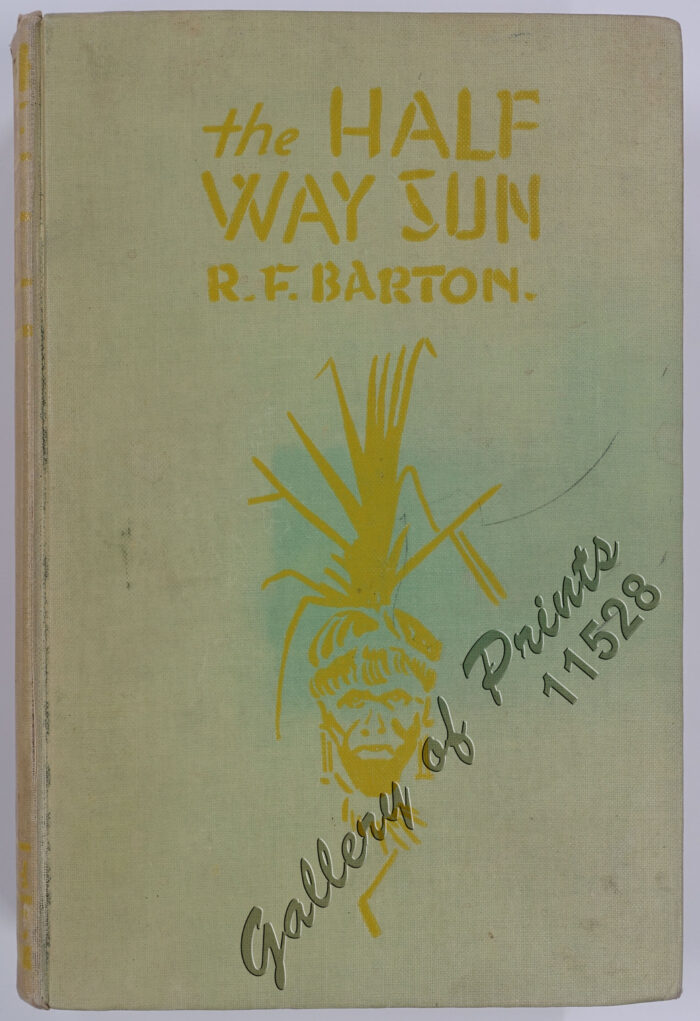 the HALF
WAY SUN
R.F. BARTON.
Gallery of Prints
11528